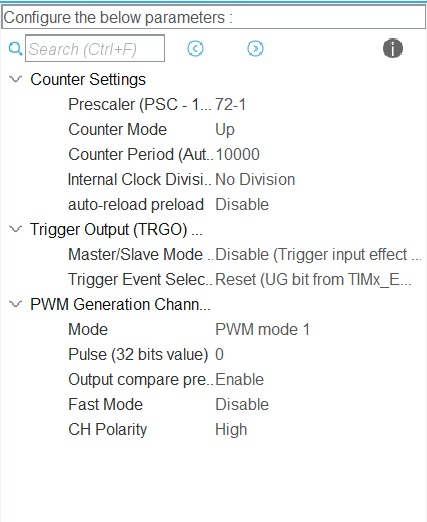 Configure the below parameters :
Search (Ctrl+F)
Counter Settings
Prescaler (PSC - 1... 72-1
Counter Mode Up
Counter Period (Aut.. 10000
Internal Clock Divisi.. No Division
auto-reload preload Disable
Trigger Output (TRGO) ...
Master/Slave Mode .. Disable (Trigger input effect ...
Trigger Event Selec.. Reset (UG bit from TIMx_E...
PWM Generation Chann...
Mode PWM mode 1
Pulse (32 bits value) 0
Output compare pre.. Enable
Fast Mode Disable
CH Polarity High